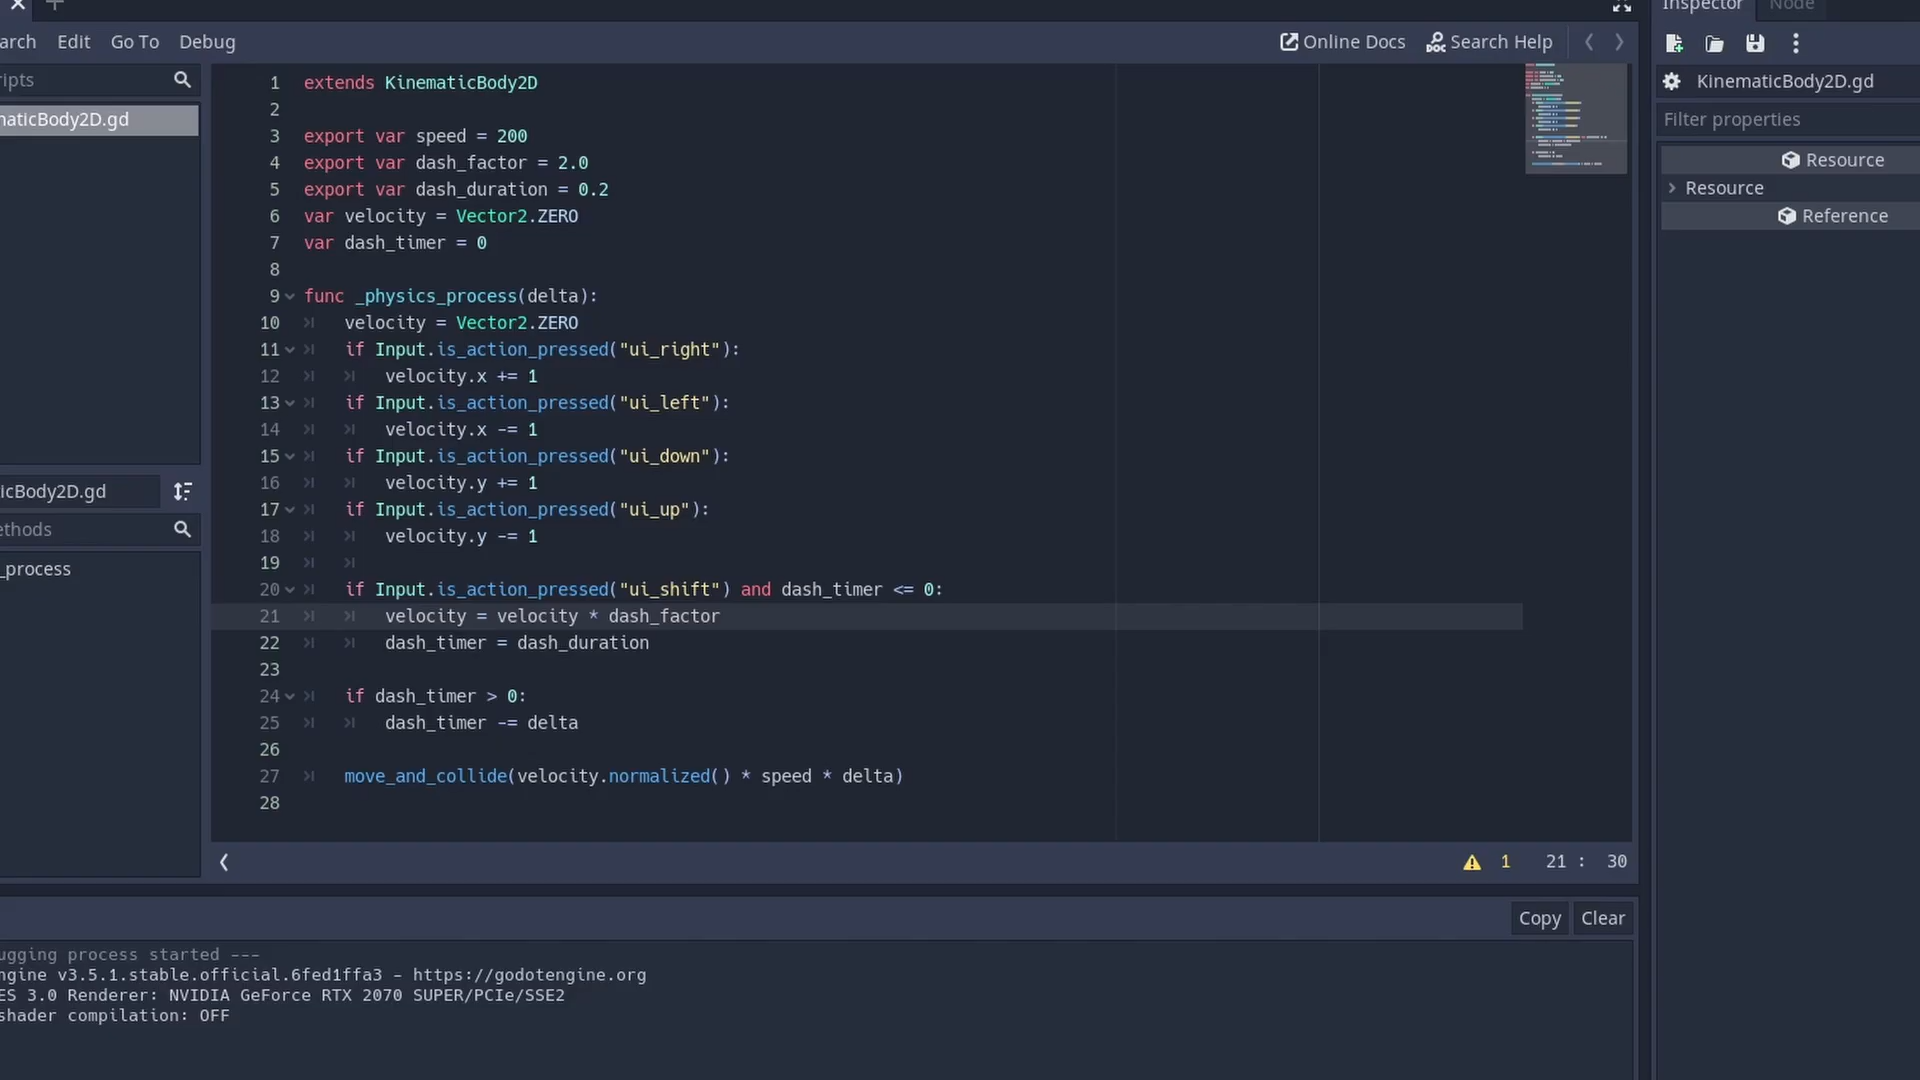 Inspector Node
arch Edit Go To Debug Online Docs Search Help
ipts
naticBody2D.gd
icBody2D.gd
ethods
_process
1 extends KinematicBody2D
2
3 export var speed = 200
4 export var dash_factor = 2.0
5 export var dash_duration = 0.2
6 var velocity = Vector2.ZERO
7 var dash_timer = 0
8
9 func _physics_process(delta):
10 velocity = Vector2.ZERO
11 if Input.is_action_pressed("ui_right"):
12 velocity.x += 1
13 if Input.is_action_pressed("ui_left"):
14 velocity.x -= 1
15 if Input.is_action_pressed("ui_down"):
16 velocity.y += 1
17 if Input.is_action_pressed("ui_up"):
18 velocity.y -= 1
19
20 if Input.is_action_pressed("ui_shift") and dash_timer <= 0:
21 velocity = velocity * dash_factor
22 dash_timer = dash_duration
23
24 if dash_timer > 0:
25 dash_timer -= delta
26
27 move_and_collide(velocity.normalized() * speed * delta)
28
1 21 : 30
KinematicBody2D.gd
Filter properties
Resource
Resource
Reference
Copy Clear
ugging process started ---
ngine v3.5.1.stable.official.6fed1ffa3 - https://godotengine.org
ES 3.0 Renderer: NVIDIA GeForce RTX 2070 SUPER/PCIe/SSE2
shader compilation: OFF